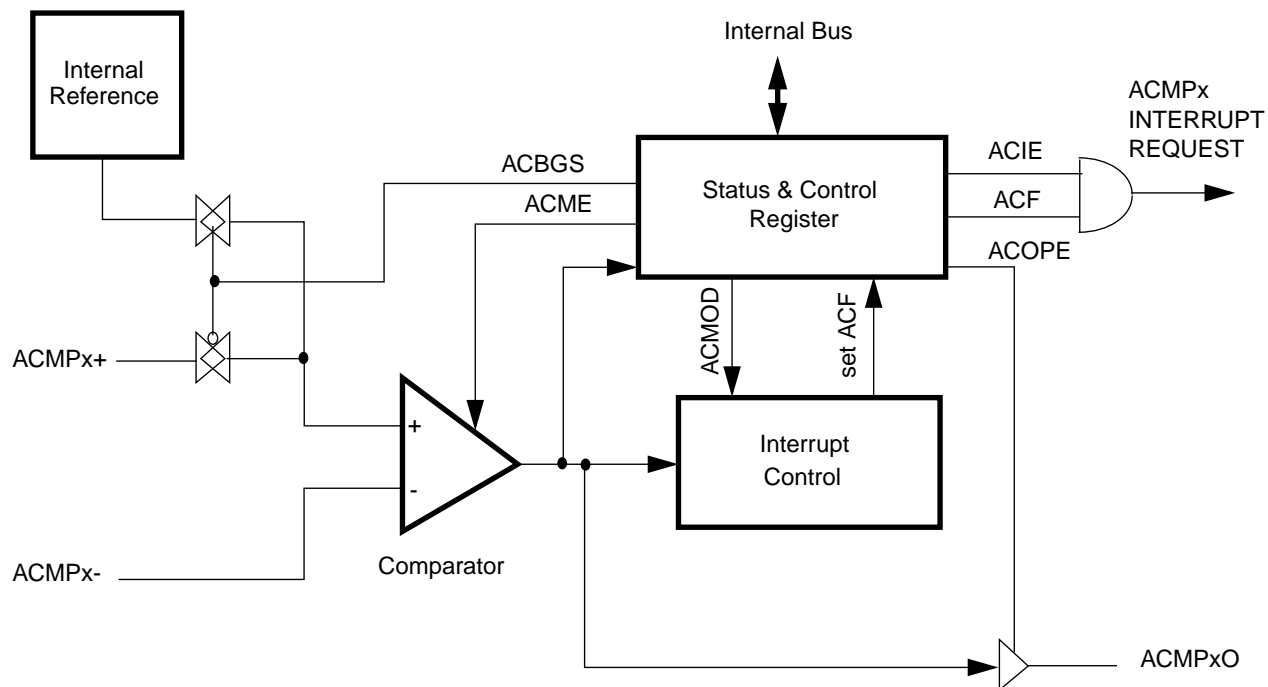 Internal Bus
Internal
Reference
ACMPx
INTERRUPT
REQUEST
ACBGS
ACME
Status & Control
Register
ACIE
ACF
ACOPE
ACMOD
set ACF
ACMPx+
+
-
Interrupt
Control
Comparator
ACMPx-
ACMPxO